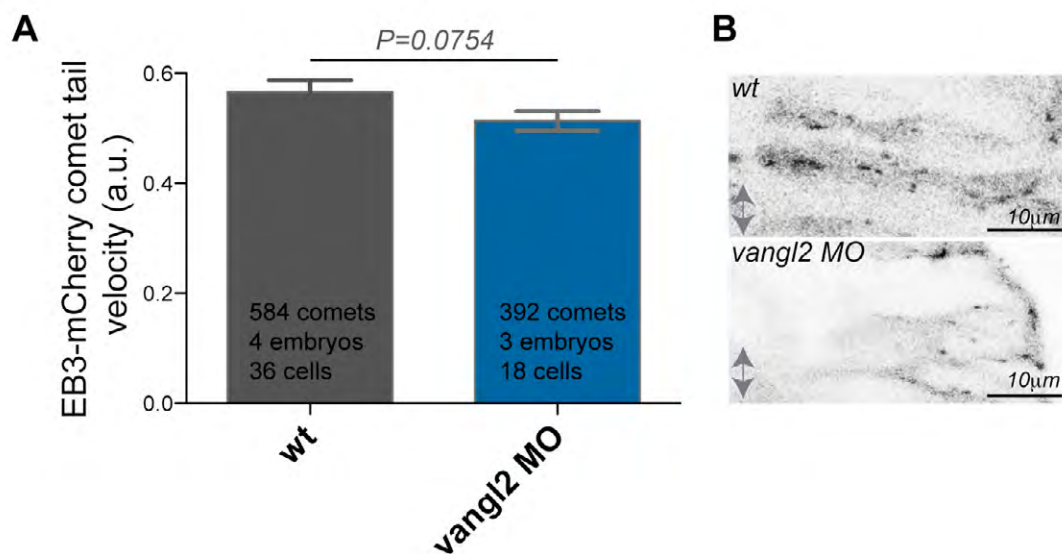 A
P=0.0754
EB3-mCherry comet tail
velocity (a.u.)
0.6
0.4
0.2
0.0
584 comets
4 embryos
36 cells
392 comets
3 embryos
18 cells
wt
vangl2 MO
B
wt
10µm
vangl2 MO
10µm